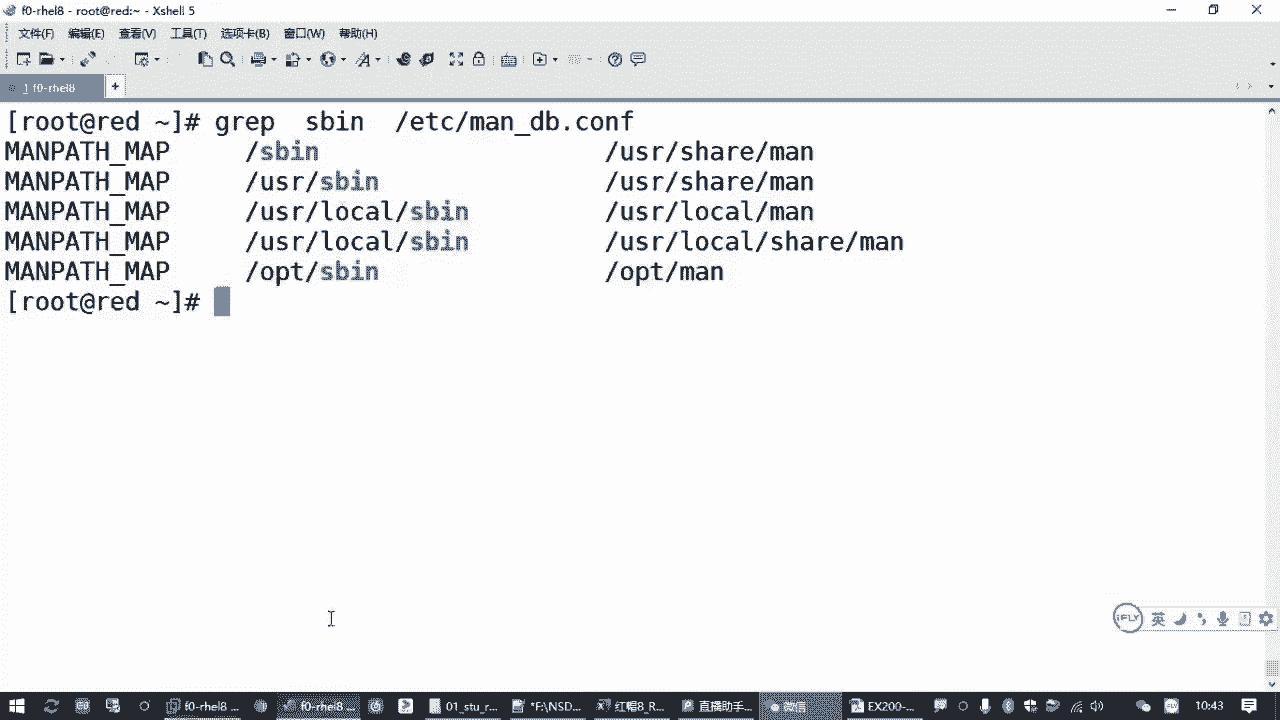 f0-rhel8 - root@red:~ - Xshell 5
文件(F) 编辑(E) 查看(V) 工具(T) 选项卡(B) 窗口(W) 帮助(H)
] f0-rhel8
[root@red ~]# grep  sbin  /etc/man_db.conf
MANPATH_MAP     /sbin                   /usr/share/man
MANPATH_MAP     /usr/sbin               /usr/share/man
MANPATH_MAP     /usr/local/sbin         /usr/local/man
MANPATH_MAP     /usr/local/sbin         /usr/local/share/man
MANPATH_MAP     /opt/sbin               /opt/man
[root@red ~]#
iFLY 英
f0-rhel8 ... f0-rhel8 ... 01_stu_r... *F:\NSD... 红帽8_R... 直播助手... 微信 EX200-... 10:43